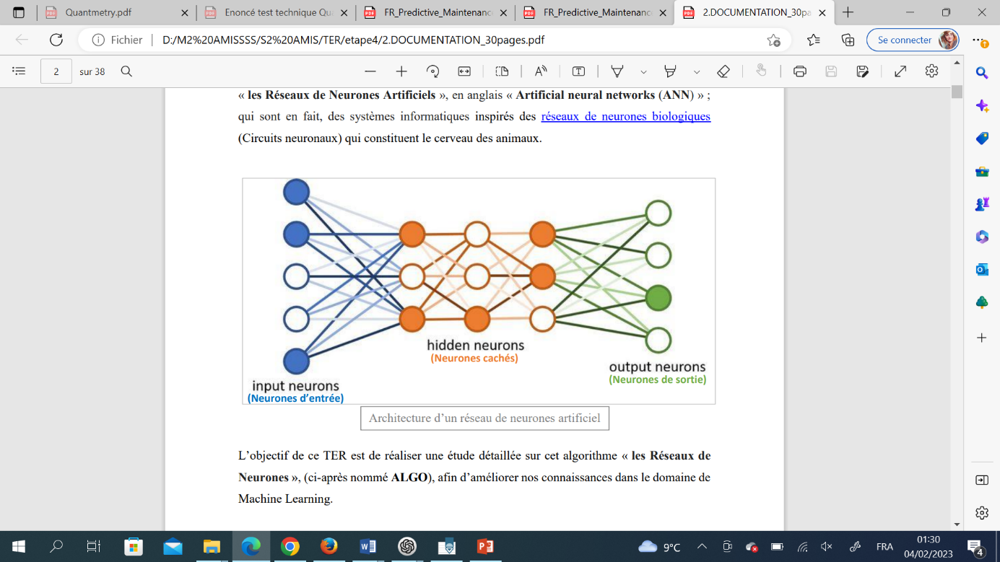 Quantmetry.pdf
Enoncé test technique Qu
FR_Predictive_Maintenanc
FR_Predictive_Maintenanc
2.DOCUMENTATION_30pa
Fichier
D:/M2%20AMISSSS/S2%20AMIS/TER/etape4/2.DOCUMENTATION_30pages.pdf
Se connecter
2 sur 38
« les Réseaux de Neurones Artificiels », en anglais « Artificial neural networks (ANN) » ;
qui sont en fait, des systèmes informatiques inspirés des réseaux de neurones biologiques
(Circuits neuronaux) qui constituent le cerveau des animaux.
hidden neurons
(Neurones cachés)
output neurons
(Neurones de sortie)
input neurons
(Neurones d'entrée)
Architecture d'un réseau de neurones artificiel
L'objectif de ce TER est de réaliser une étude détaillée sur cet algorithme « les Réseaux de
Neurones », (ci-après nommé ALGO), afin d'améliorer nos connaissances dans le domaine de
Machine Learning.
9°C
FRA
01:30
04/02/2023
4